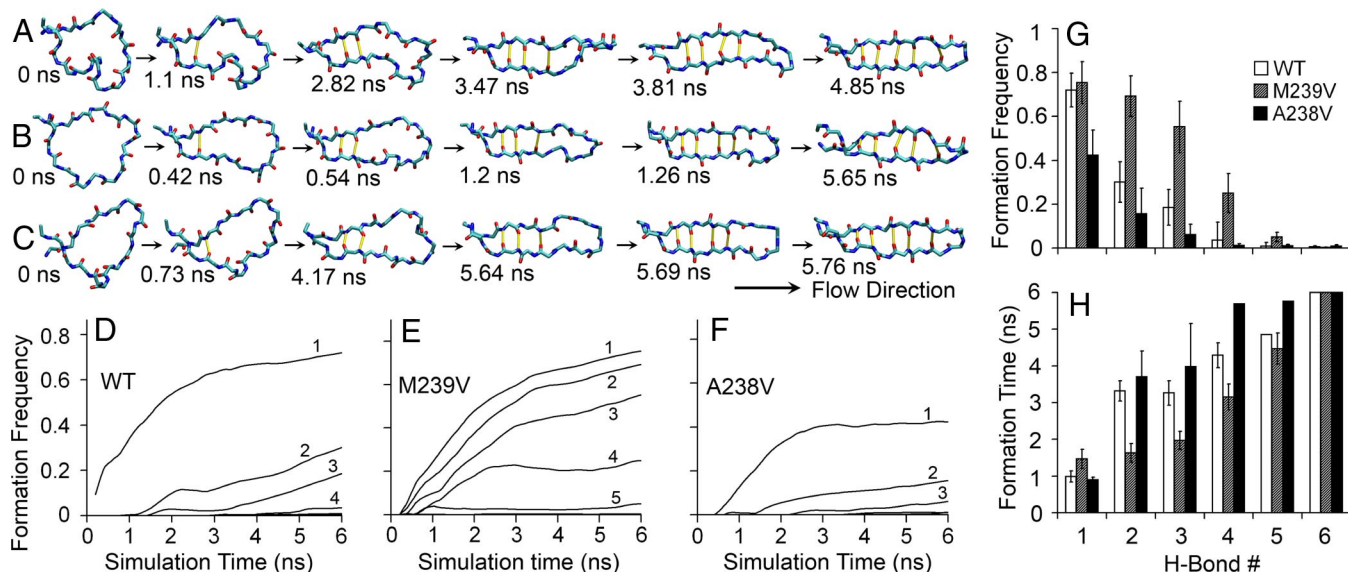 A
0 ns
1.1 ns
2.82 ns
3.47 ns
3.81 ns
4.85 ns
B
0 ns
0.42 ns
0.54 ns
1.2 ns
1.26 ns
5.65 ns
C
0 ns
0.73 ns
4.17 ns
5.64 ns
5.69 ns
5.76 ns
Flow Direction
D
WT
Formation Frequency
0.8
0.6
0.4
0.2
0
1
2
3
4
0 1 2 3 4 5 6
Simulation Time (ns)
E
M239V
1
2
3
4
5
0 1 2 3 4 5 6
Simulation time (ns)
F
A238V
1
2
3
0 1 2 3 4 5 6
Simulation Time (ns)
G
WT
M239V
A238V
Formation Frequency
1
0.8
0.6
0.4
0.2
0
H
Formation Time (ns)
6
5
4
3
2
1
0
1 2 3 4 5 6
H-Bond #